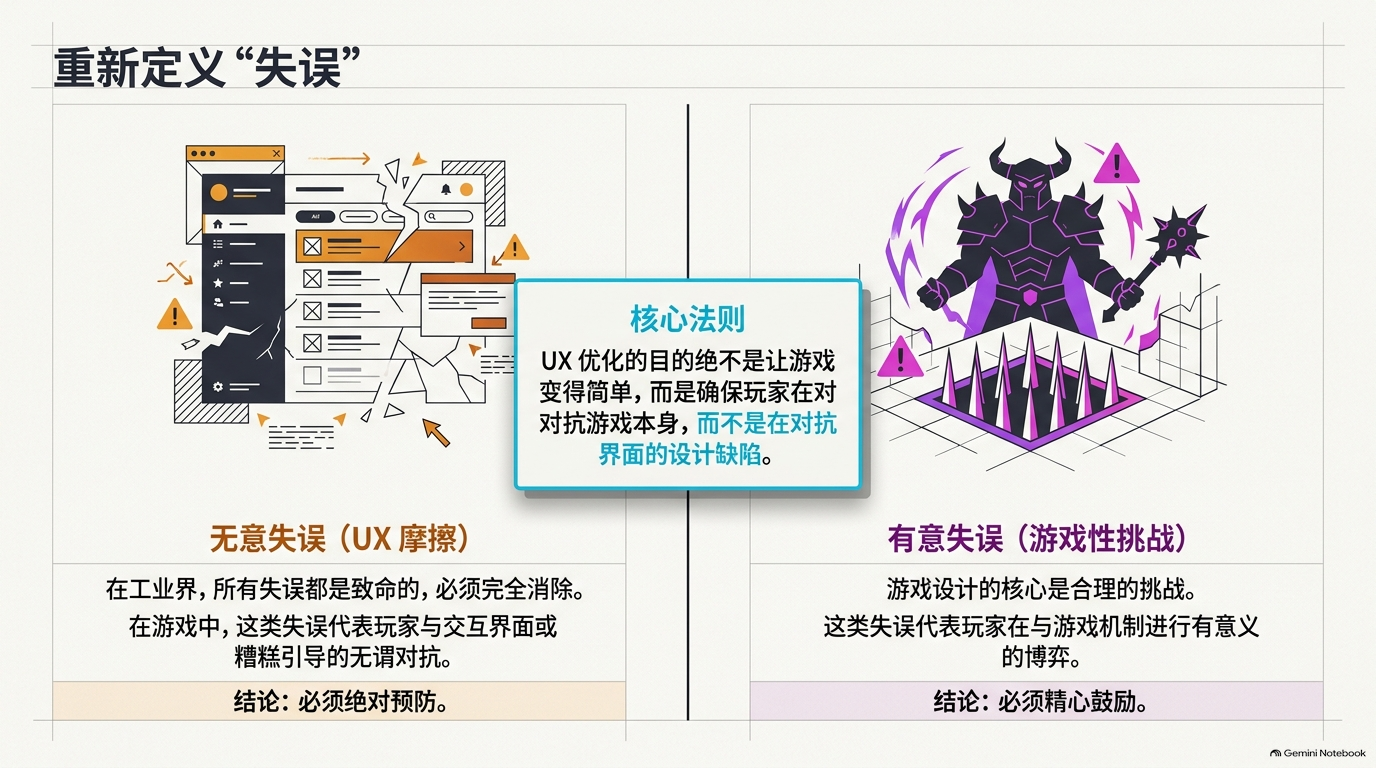 重新定义“失误”
All
核心法则
UX 优化的目的绝不是让游戏
变得简单，而是确保玩家在对
对抗游戏本身，而不是在对抗
界面的设计缺陷。
无意失误（UX 摩擦）
在工业界，所有失误都是致命的，必须完全消除。
在游戏中，这类失误代表玩家与交互界面或
糟糕引导的无谓对抗。
结论：必须绝对预防。
有意失误（游戏性挑战）
游戏设计的核心是合理的挑战。
这类失误代表玩家在与游戏机制进行有意义
的博弈。
结论：必须精心鼓励。
Gemini Notebook